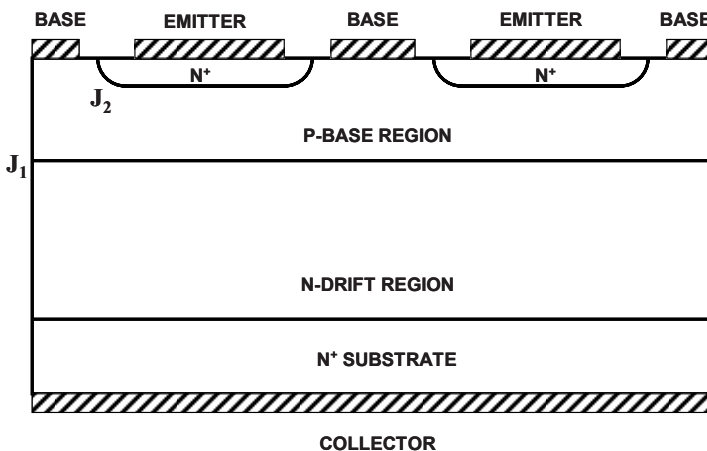 BASE EMITTER BASE EMITTER BASE
N+ N+
J2
P-BASE REGION
J1
N-DRIFT REGION
N+ SUBSTRATE
COLLECTOR